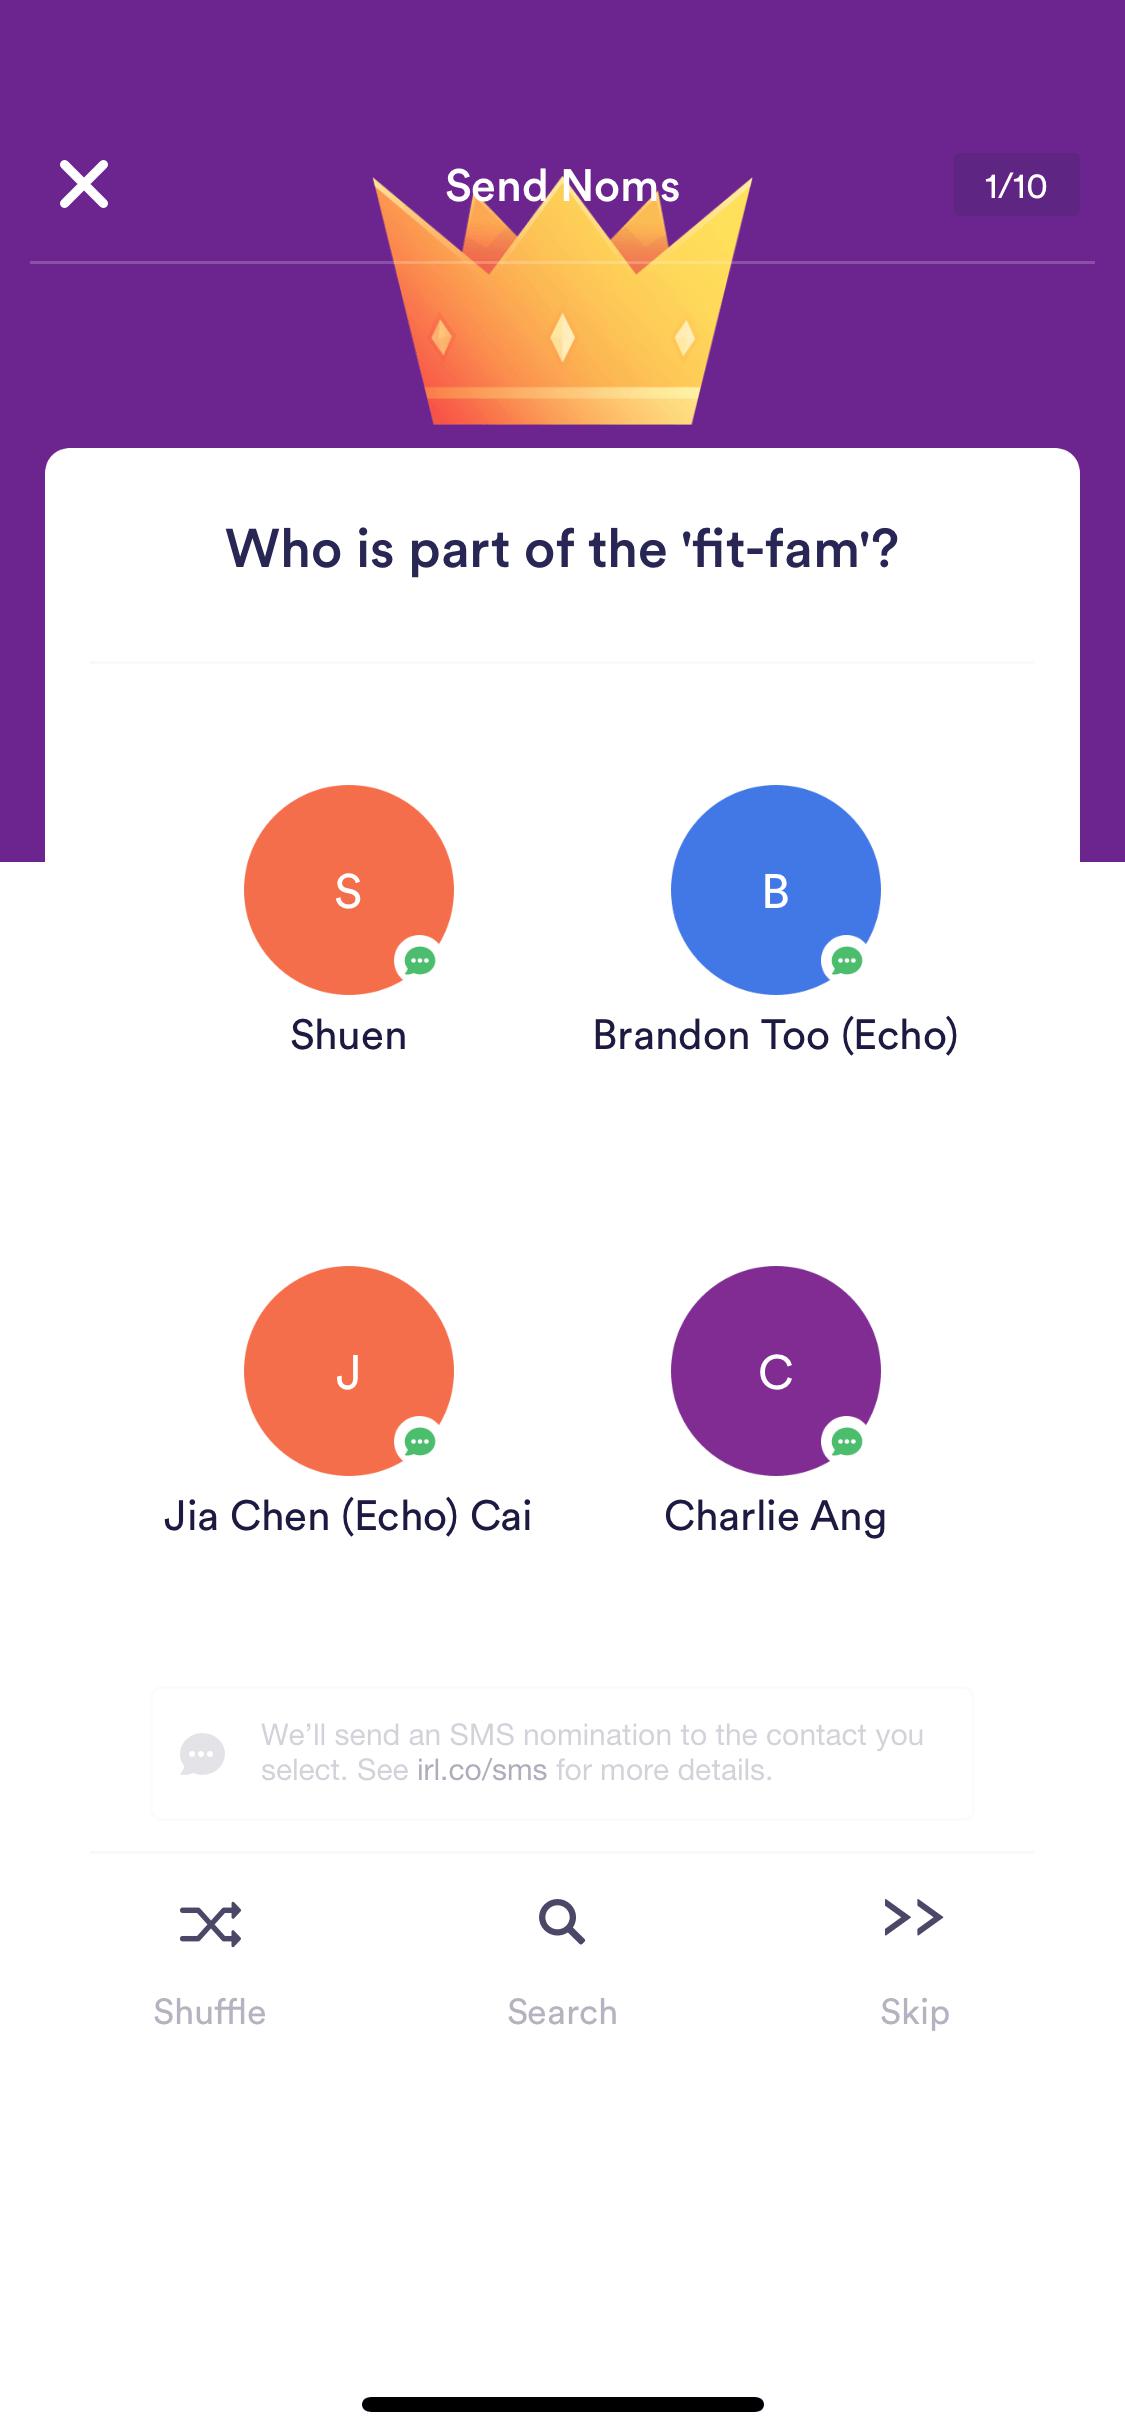 Send Noms
1/10
Who is part of the 'fit-fam'?
S
B
Shuen
Brandon Too (Echo)
J
C
Jia Chen (Echo) Cai
Charlie Ang
We’ll send an SMS nomination to the contact you
select. See irl.co/sms for more details.
Shuffle
Search
Skip